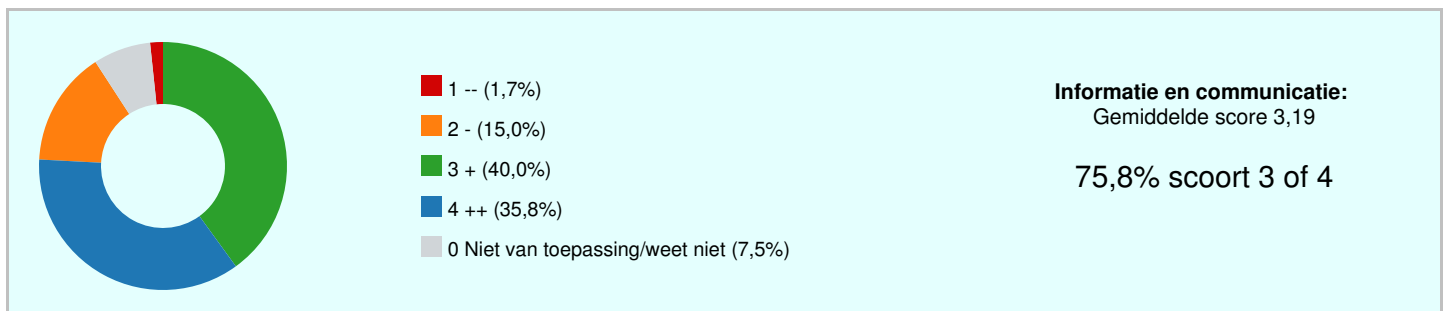 1 -- (1,7%)
2 - (15,0%)
3 + (40,0%)
4 ++ (35,8%)
0 Niet van toepassing/weet niet (7,5%)
Informatie en communicatie:
Gemiddelde score 3,19
75,8% scoort 3 of 4